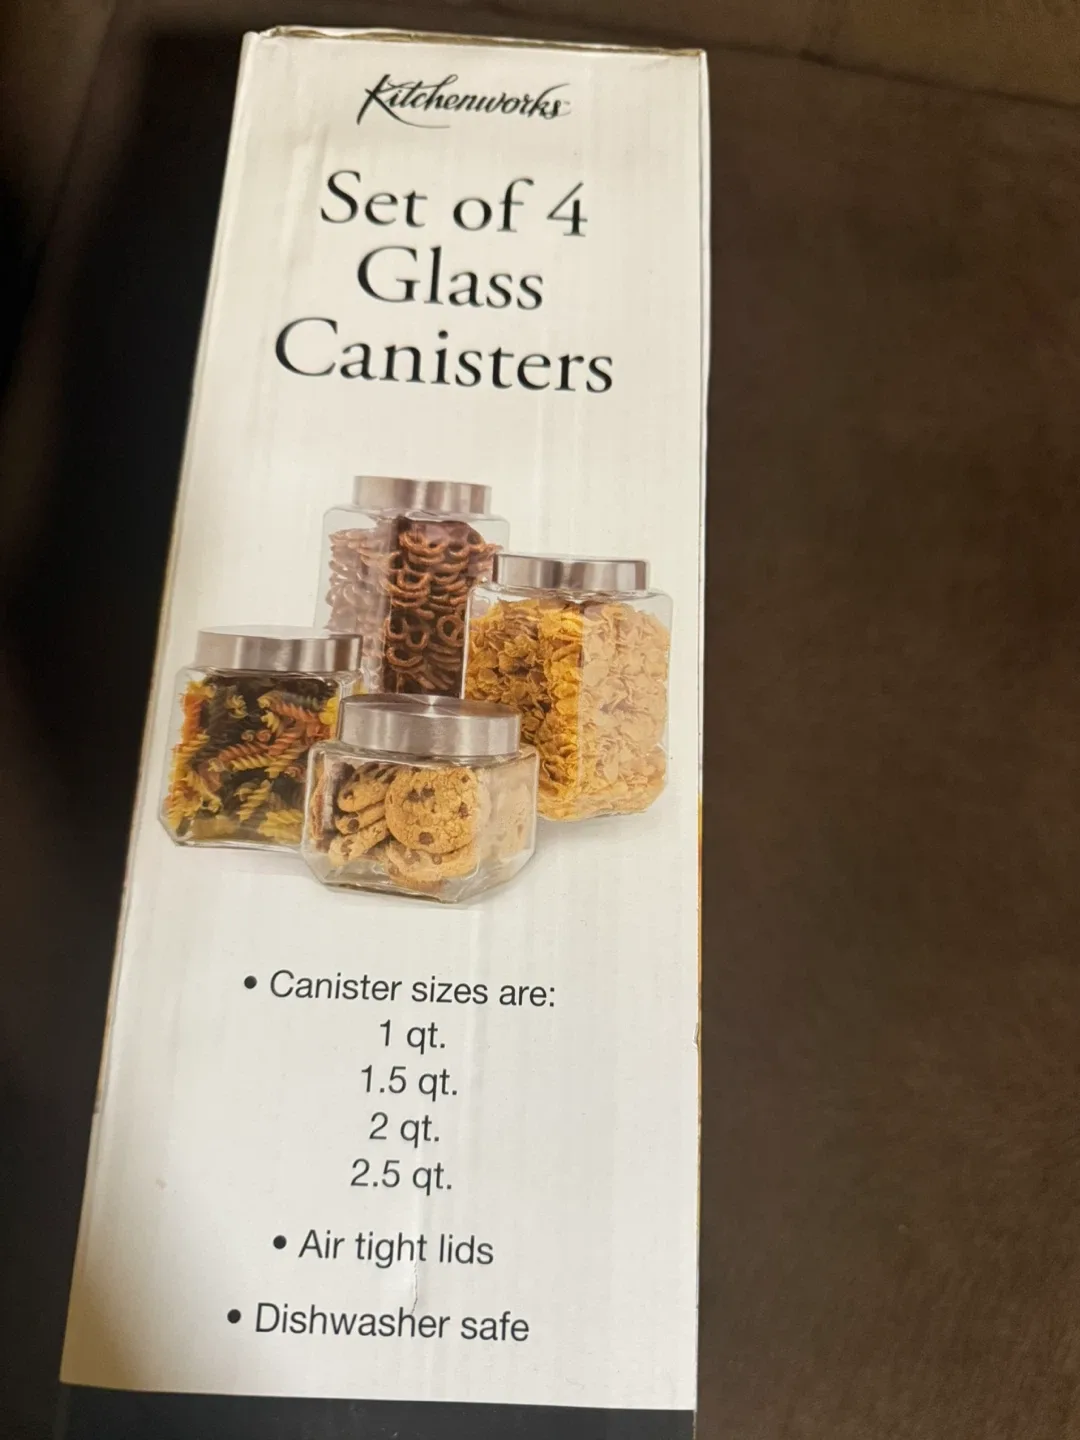 Kitchenworks
Set of 4
Glass
Canisters
• Canister sizes are:
1 qt.
1.5 qt.
2 qt.
2.5 qt.
• Air tight lids
• Dishwasher safe